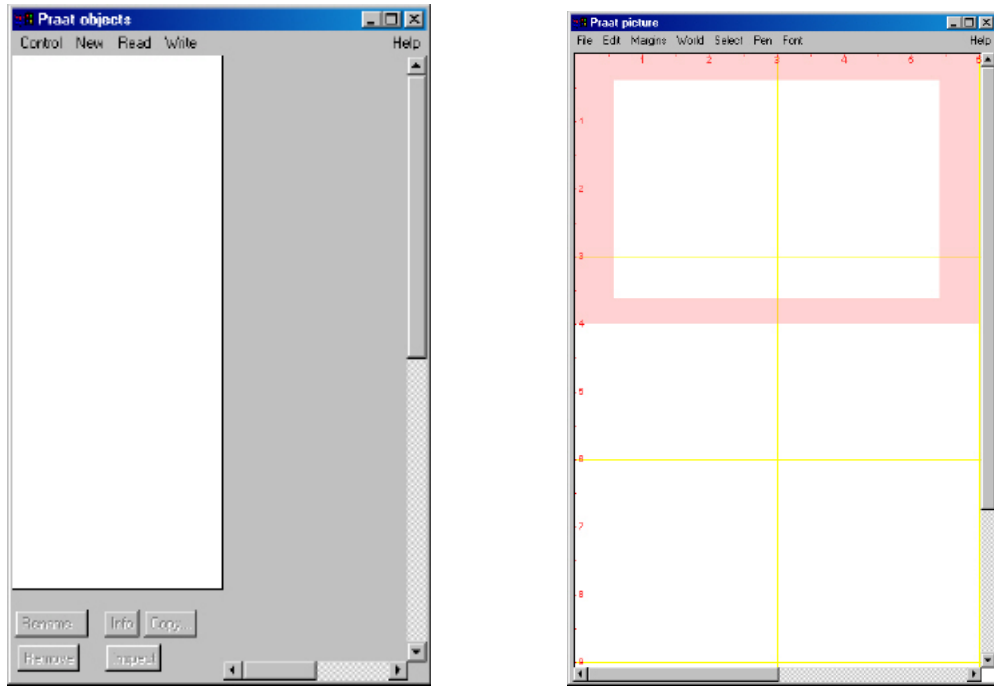 Praat objects
Control New Read Write Help
Rename... Info Copy...
Remove Inspect
Praat picture
File Edit Margins World Select Pen Font Help
1 2 3 4 5 6
1
2
3
4
5
6
7
8
9